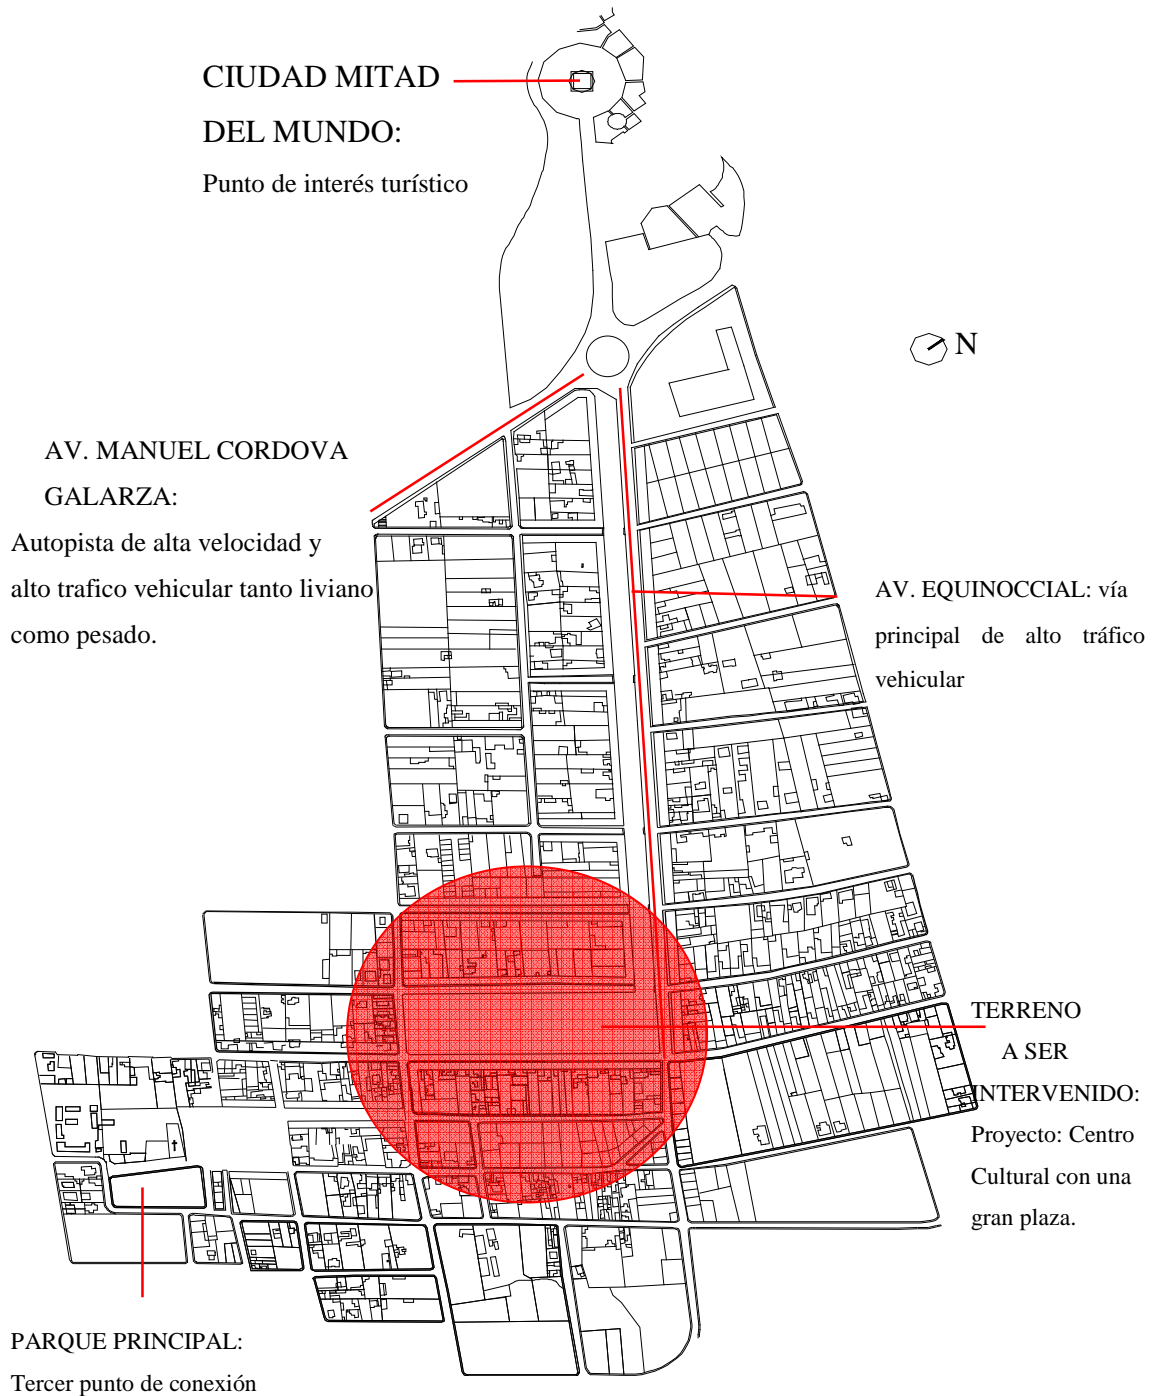 CIUDAD MITAD
DEL MUNDO:
Punto de interés turístico
N
AV. MANUEL CORDOVA
GALARZA:
Autopista de alta velocidad y
alto trafico vehicular tanto liviano
como pesado.
AV. EQUINOCCIAL: vía
principal de alto tráfico
vehicular
TERRENO
A SER
INTERVENIDO:
Proyecto: Centro
Cultural con una
gran plaza.
PARQUE PRINCIPAL:
Tercer punto de conexión